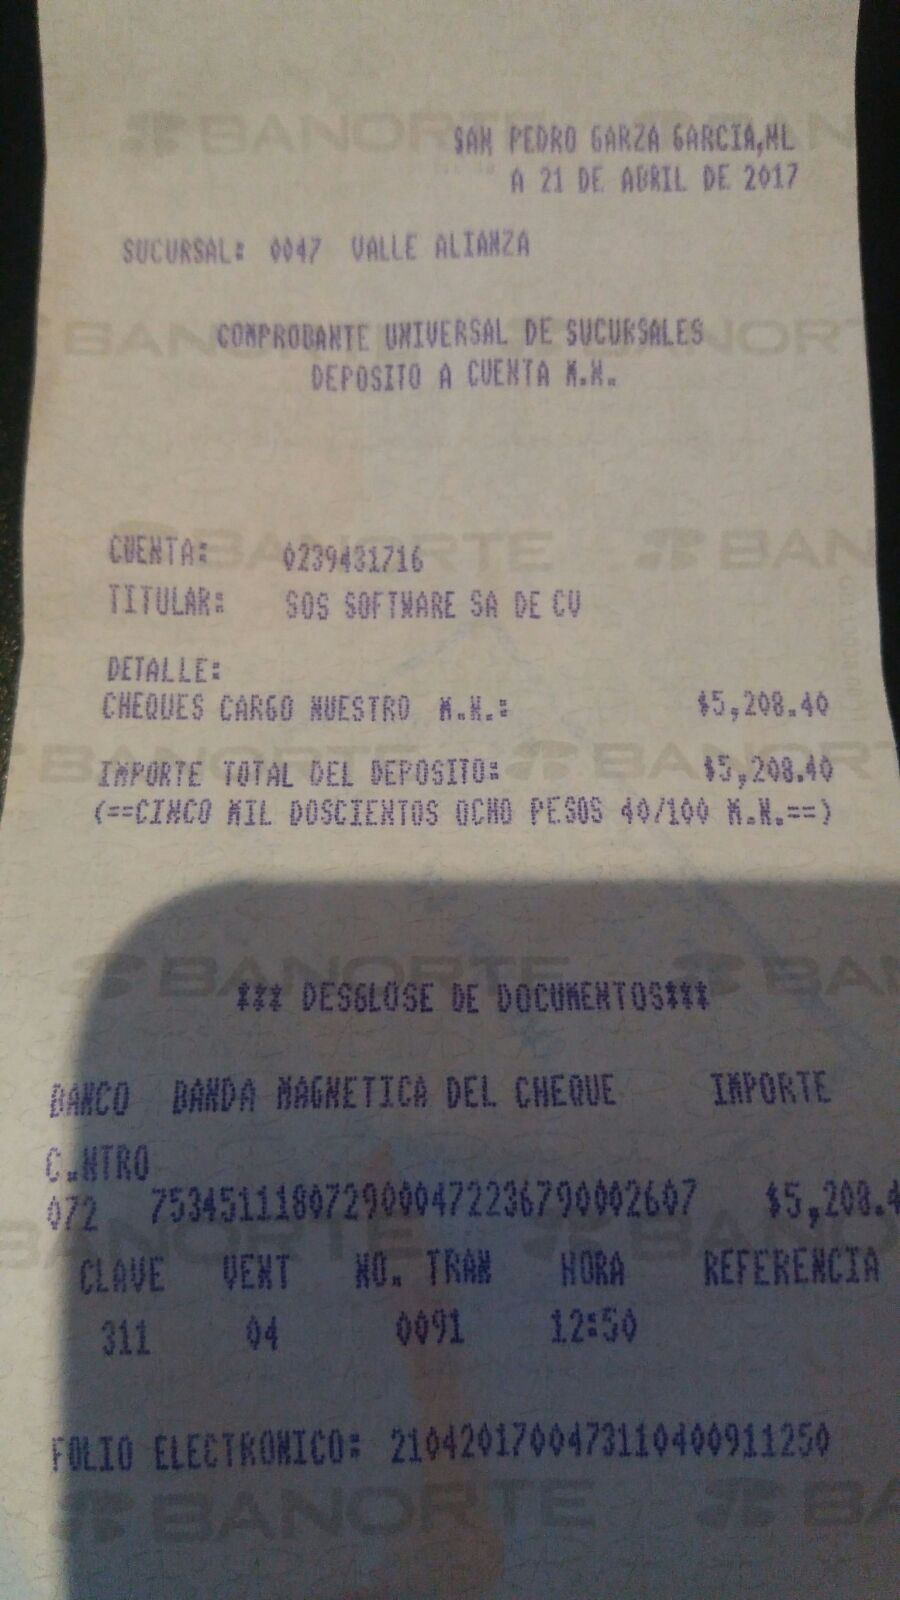 SAN PEDRO GARZA GARCIA,NL
A 21 DE ABRIL DE 2017
SUCURSAL: 0047 VALLE ALIANZA
COMPROBANTE UNIVERSAL DE SUCURSALES
DEPOSITO A CUENTA M.N.
CUENTA: 0239431716
TITULAR: SOS SOFTWARE SA DE CV
DETALLE:
CHEQUES CARGO NUESTRO M.N.: $5,208.40
IMPORTE TOTAL DEL DEPOSITO: $5,208.40
(==CINCO MIL DOSCIENTOS OCHO PESOS 40/100 M.N.==)
*** DESGLOSE DE DOCUMENTOS***
BANCO BANDA MAGNETICA DEL CHEQUE IMPORTE
C.NTRO
072 7534511180729000472236790002607 $5,208.4
CLAVE VENT NO. TRAN HORA REFERENCIA
311 04 0091 12:50
FOLIO ELECTRONICO: 2104201700473110400911250
BANORTE